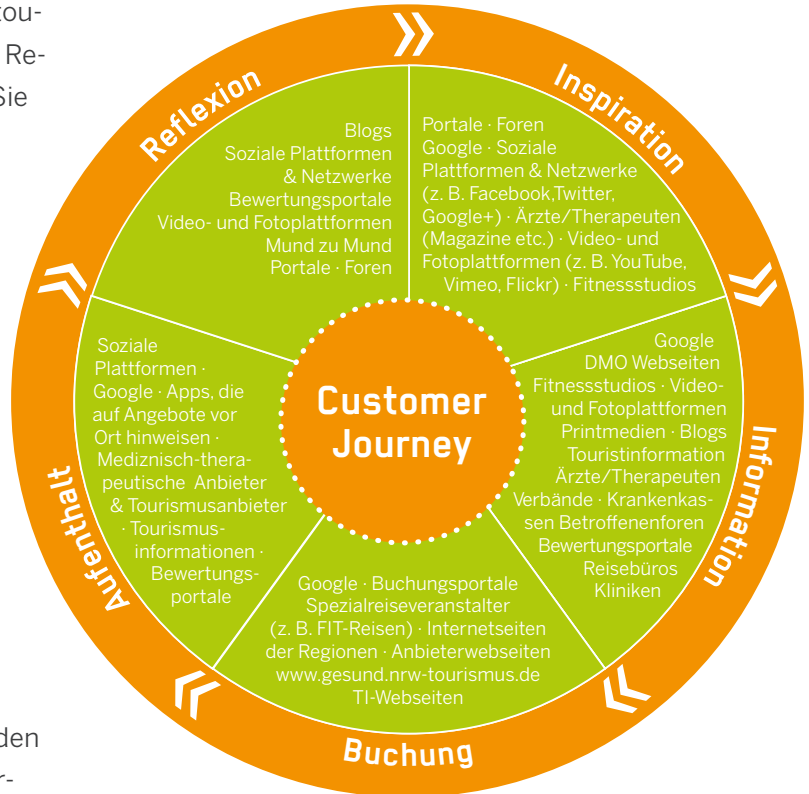 tou-
Re-
Sie
Reflexion
Inspiration
Blogs
Soziale Plattformen
& Netzwerke
Bewertungsportale
Video- und Fotoplattformen
Mund zu Mund
Portale · Foren
Portale · Foren
Google · Soziale
Plattformen & Netzwerke
(z. B. Facebook,Twitter,
Google+) · Ärzte/Therapeuten
(Magazine etc.) · Video- und
Fotoplattformen (z. B. YouTube,
Vimeo, Flickr) · Fitnessstudios
Information
Google
DMO Webseiten
Fitnessstudios · Video-
und Fotoplattformen
Printmedien · Blogs
Touristinformation
Ärzte/Therapeuten
Verbände · Krankenkas-
sen Betroffenenforen
Bewertungsportale
Reisebüros
Kliniken
Customer
Journey
Aufenthalt
Soziale
Plattformen ·
Google · Apps, die
auf Angebote vor
Ort hinweisen ·
Mediznisch-thera-
peutische Anbieter
& Tourismusanbieter
· Tourismus-
informationen ·
Bewertungs-
portale
Google · Buchungsportale
Spezialreiseveranstalter
(z. B. FIT-Reisen) · Internetseiten
der Regionen · Anbieterwebseiten
www.gesund.nrw-tourismus.de
TI-Webseiten
Buchung
den
r-